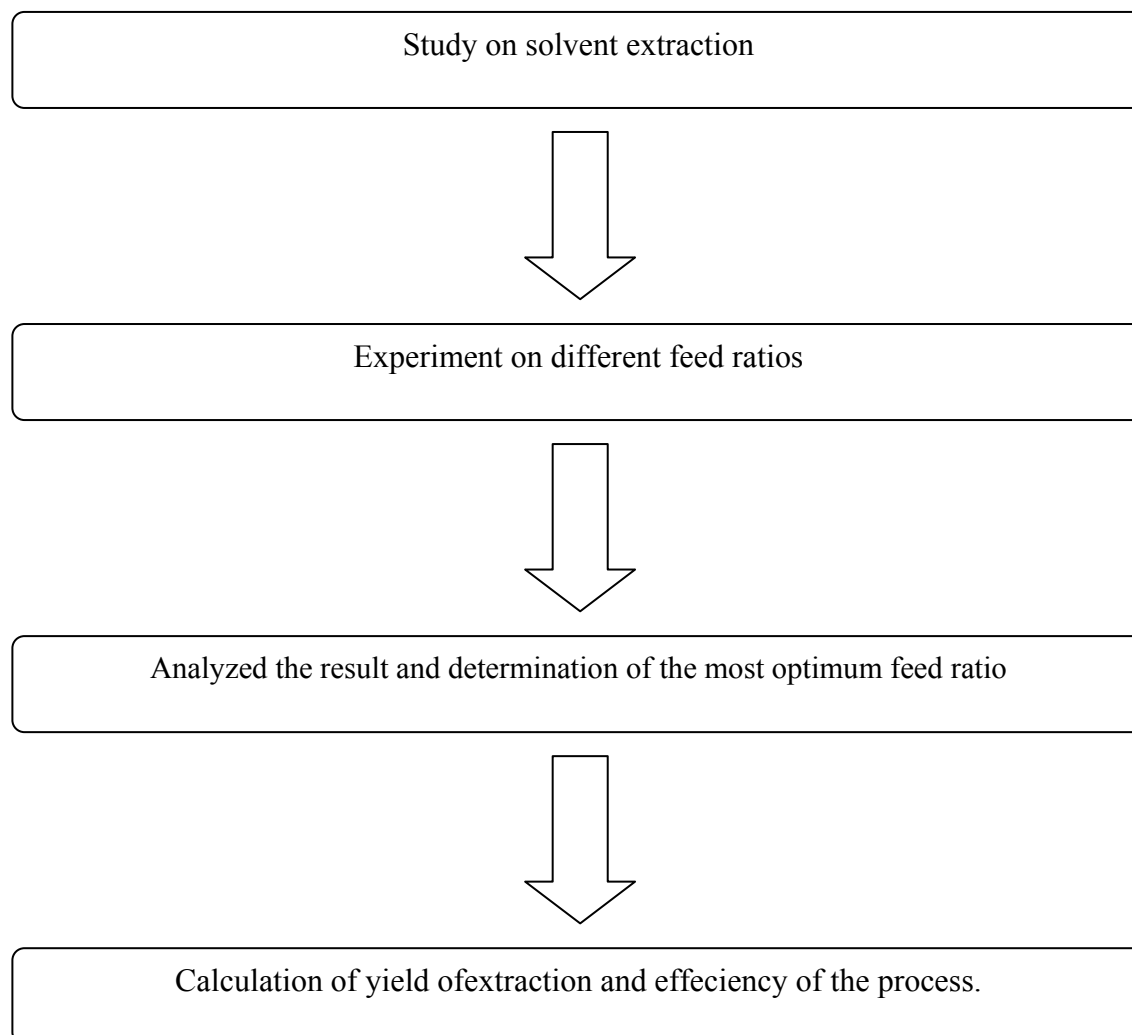 Study on solvent extraction
Experiment on different feed ratios
Analyzed the result and determination of the most optimum feed ratio
Calculation of yield ofextraction and effeciency of the process.